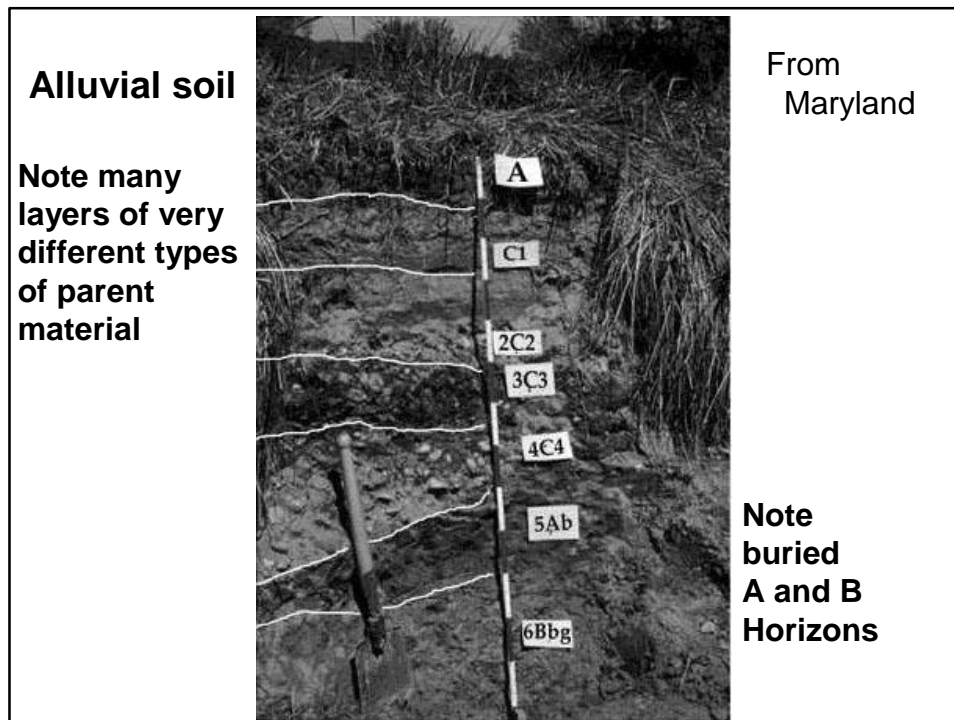 Alluvial soil
Note many
layers of very
different types
of parent
material
A
C1
2C2
3C3
4C4
5Ab
6Bbg
From
Maryland
Note
buried
A and B
Horizons